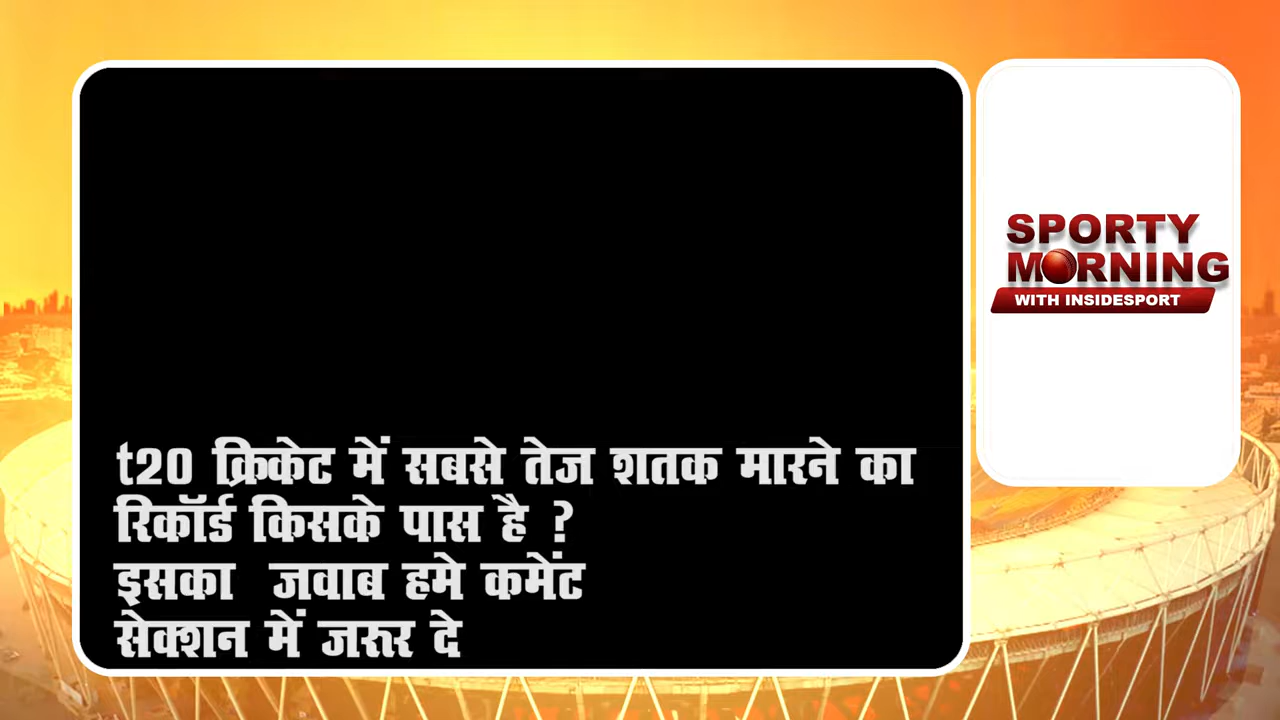 t20 क्रिकेट में सबसे तेज शतक मारने का
रिकॉर्ड किसके पास है ?
इसका जवाब हमे कमेंट
सेक्शन में जरूर दे
SPORTY
MORNING
WITH INSIDESPORT